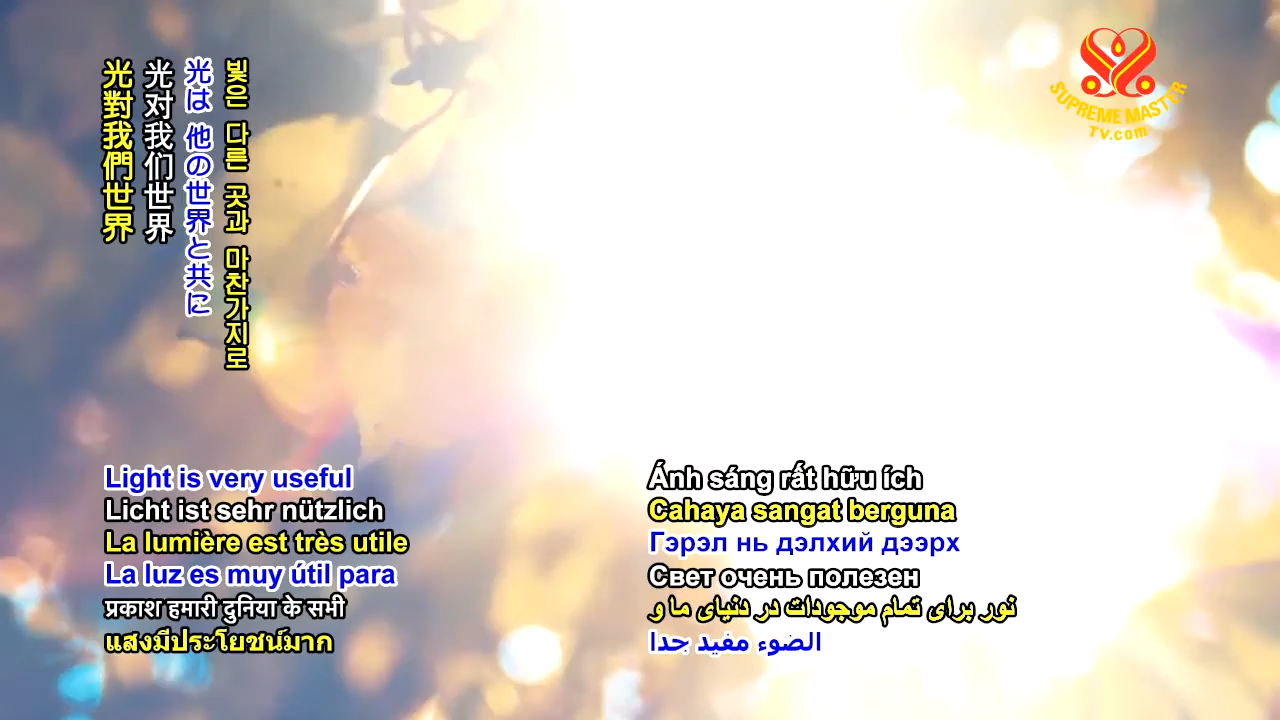 光對我們世界
光对我们世界
光は 他の世界と共に
빛은 다른 곳과 마찬가지로
SUPREME MASTER
TV.com
Light is very useful
Licht ist sehr nützlich
La lumière est très utile
La luz es muy útil para
प्रकाश हमारी दुनिया के सभी
แสงมีประโยชน์มาก
Ánh sáng rất hữu ích
Cahaya sangat berguna
Гэрэл нь дэлхий дээрх
Свет очень полезен
نور برای تمام موجودات در دنیای ما و
الضوء مفيد جدا